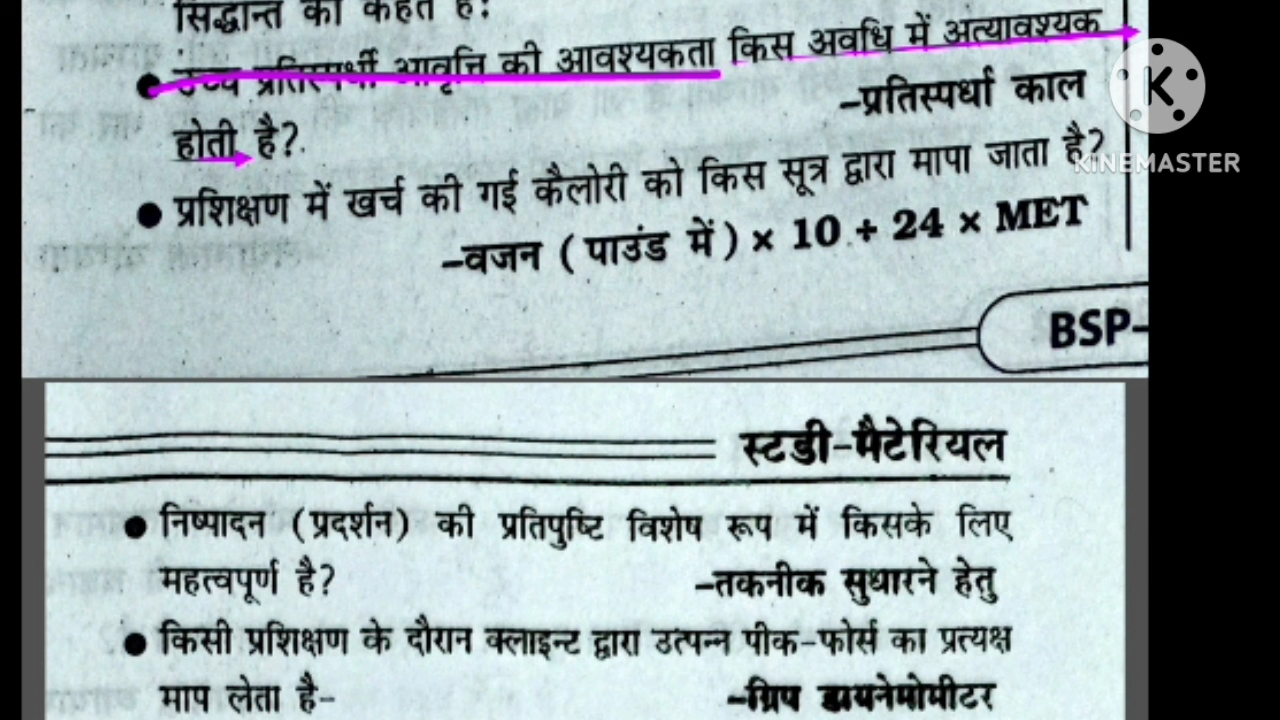 सिद्धान्त को कहते हैं?
● उच्च प्रतिस्पर्धी आवृत्ति की आवश्यकता किस अवधि में अत्यावश्यक
होती है? -प्रतिस्पर्धा काल
● प्रशिक्षण में खर्च की गई कैलोरी को किस सूत्र द्वारा मापा जाता है?
-वजन (पाउंड में) × 10 + 24 × MET
BSP-
स्टडी-मैटेरियल
● निष्पादन (प्रदर्शन) की प्रतिपुष्टि विशेष रूप में किसके लिए
महत्वपूर्ण है? -तकनीक सुधारने हेतु
● किसी प्रशिक्षण के दौरान क्लाइन्ट द्वारा उत्पन्न पीक-फोर्स का प्रत्यक्ष
माप लेता है- -ग्रिप डायनेमोमीटर
K
KINEMASTER